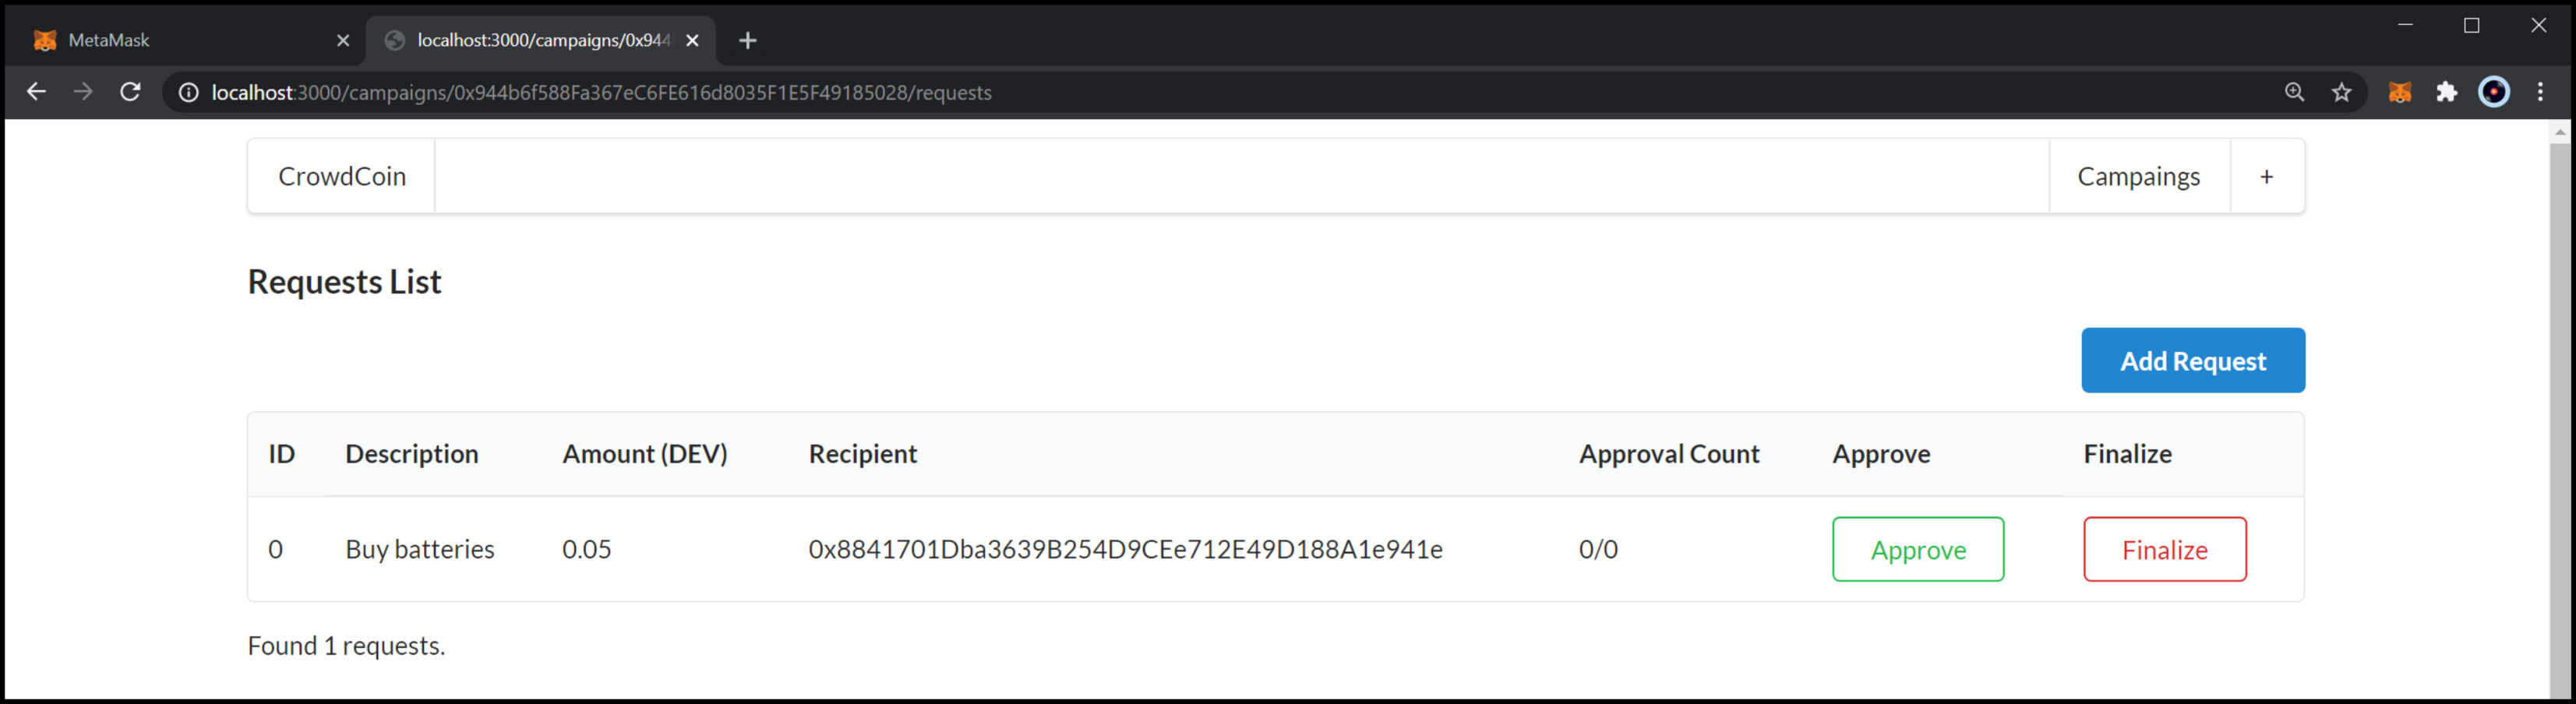 MetaMask
localhost:3000/campaigns/0x944
localhost:3000/campaigns/0x944b6f588Fa367eC6FE616d8035F1E5F49185028/requests
CrowdCoin Campaings +
Requests List
Add Request
ID Description Amount (DEV) Recipient Approval Count Approve Finalize
0 Buy batteries 0.05 0x8841701Dba3639B254D9CEe712E49D188A1e941e 0/0 Approve Finalize
Found 1 requests.